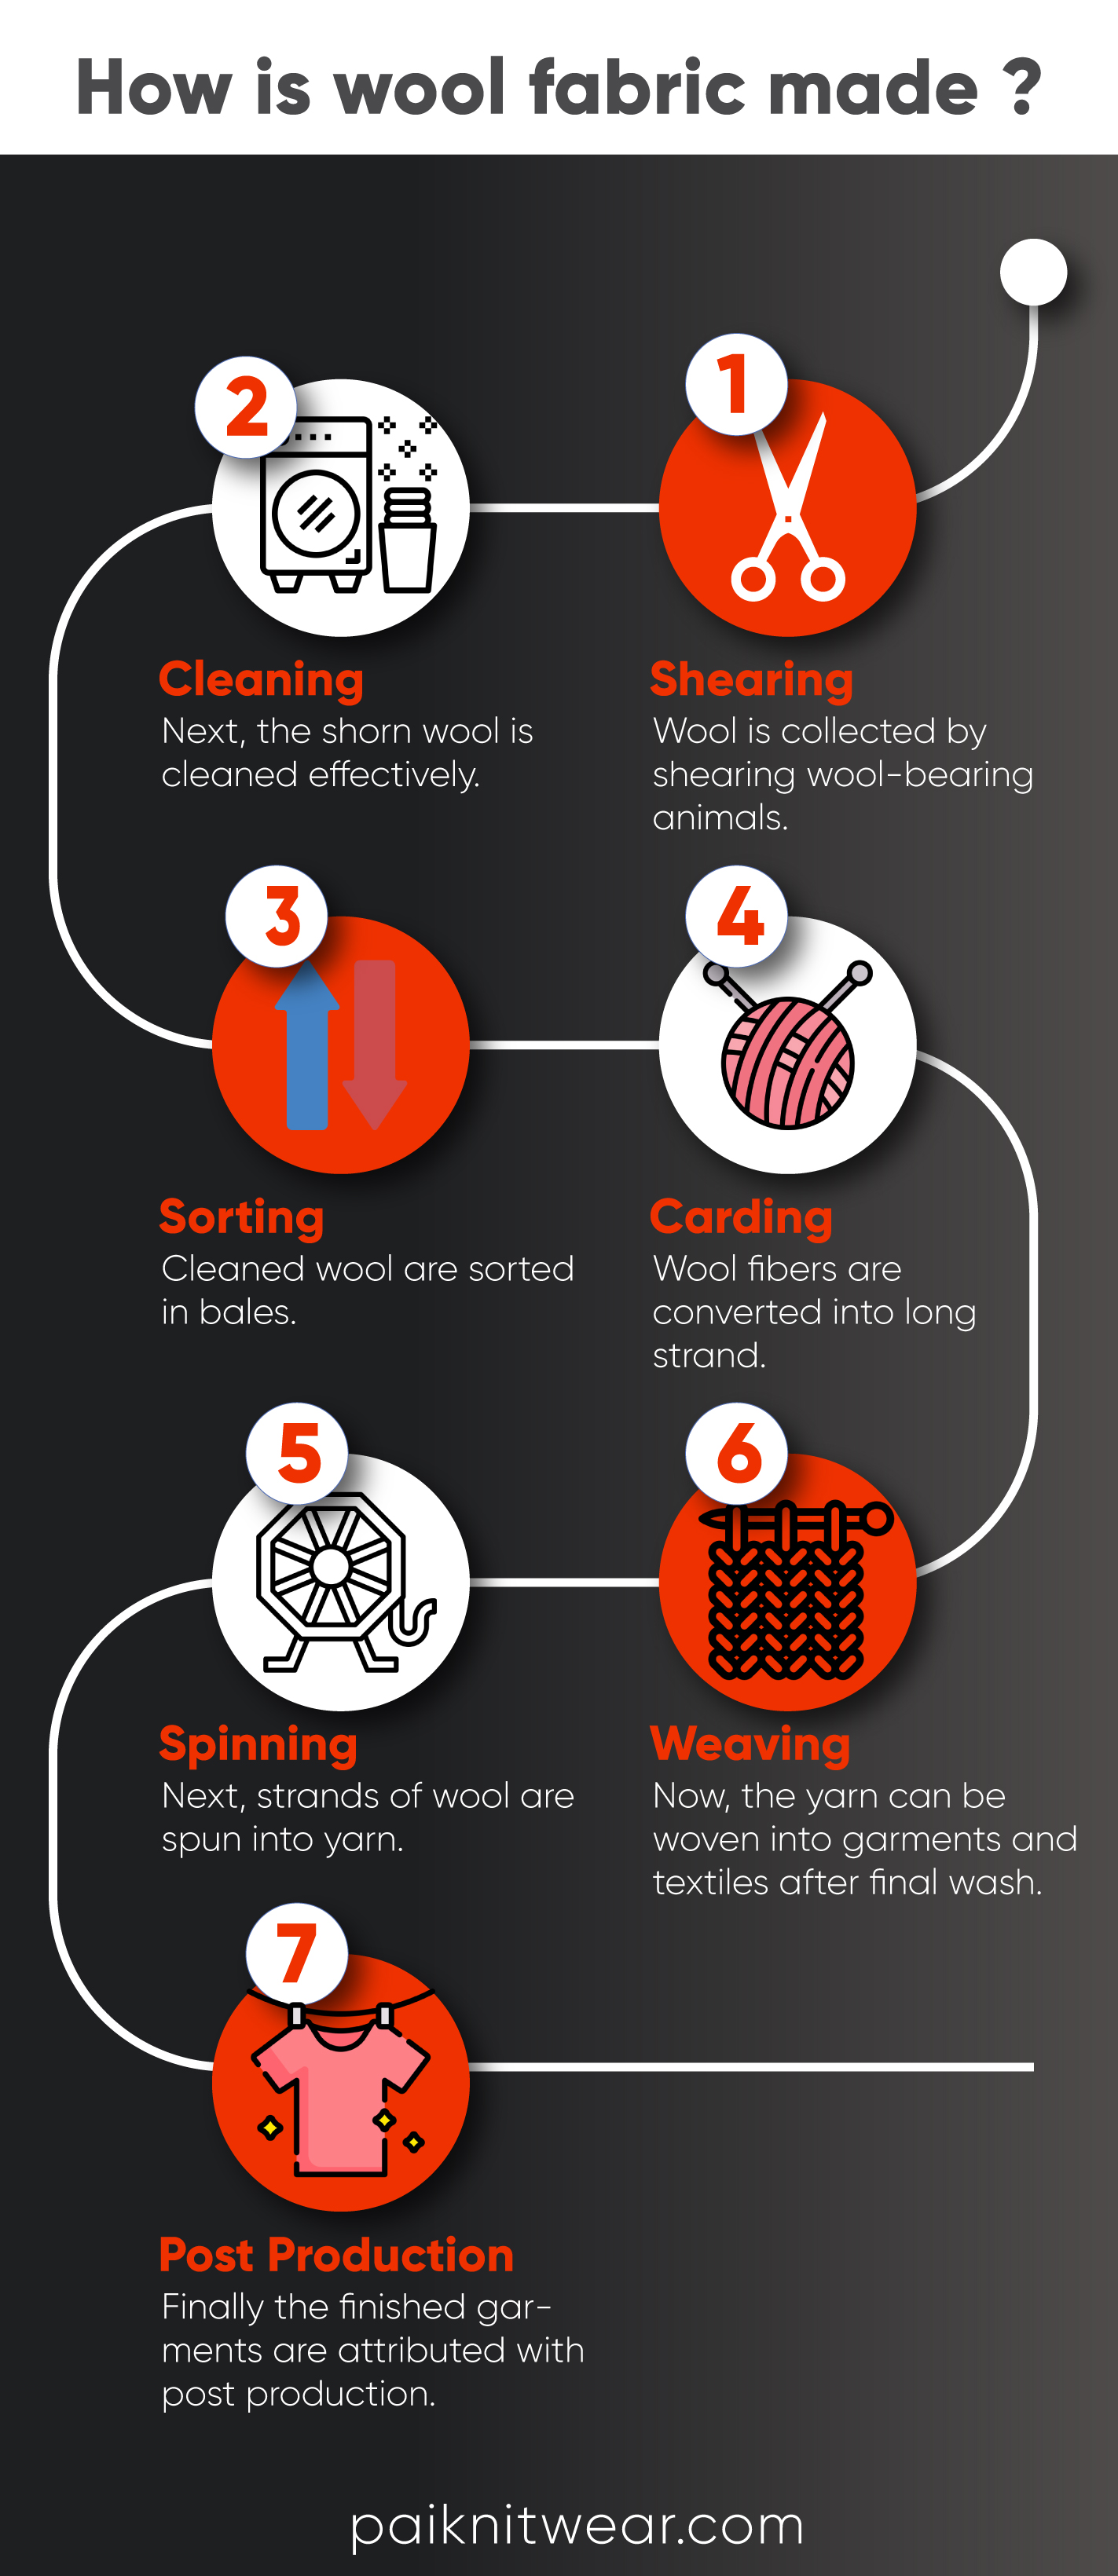 How is wool fabric made ?
1
Shearing
Wool is collected by
shearing wool-bearing
animals.
2
Cleaning
Next, the shorn wool is
cleaned effectively.
3
Sorting
Cleaned wool are sorted
in bales.
4
Carding
Wool fibers are
converted into long
strand.
5
Spinning
Next, strands of wool are
spun into yarn.
6
Weaving
Now, the yarn can be
woven into garments and
textiles after final wash.
7
Post Production
Finally the finished gar-
ments are attributed with
post production.
paiknitwear.com